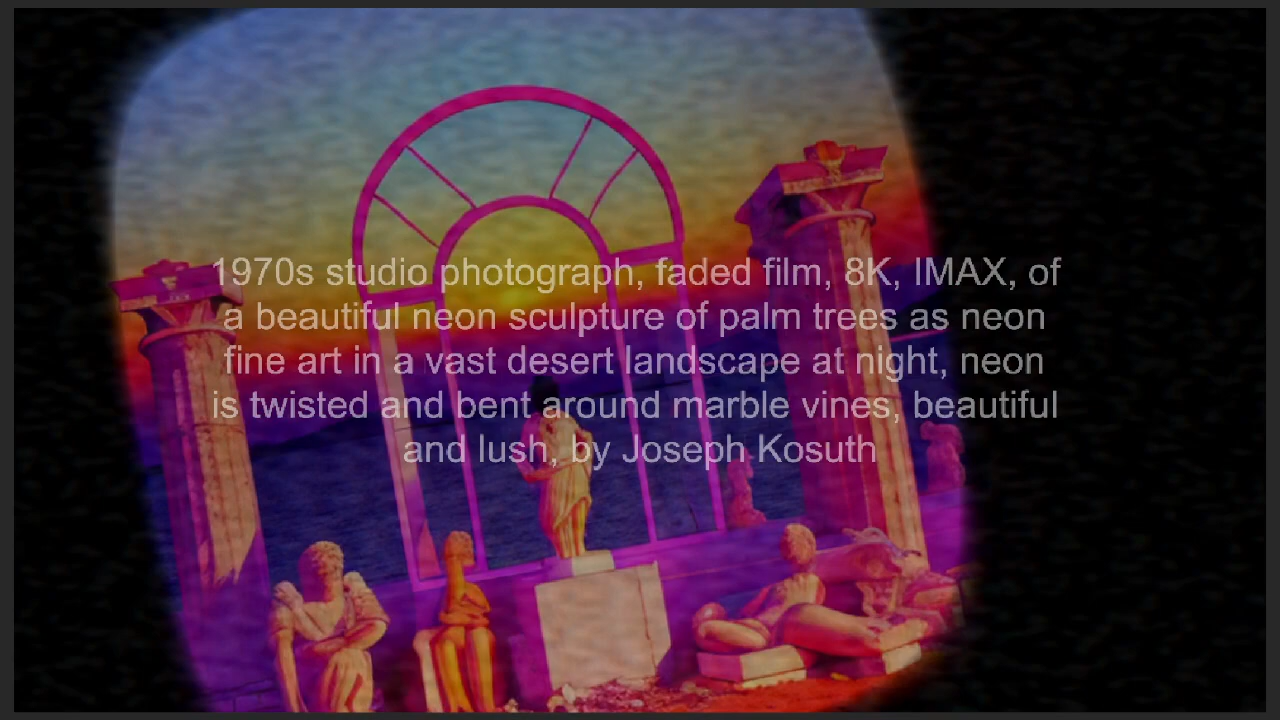 1970s studio photograph, faded film, 8K, IMAX, of
a beautiful neon sculpture of palm trees as neon
fine art in a vast desert landscape at night, neon
is twisted and bent around marble vines, beautiful
and lush, by Joseph Kosuth